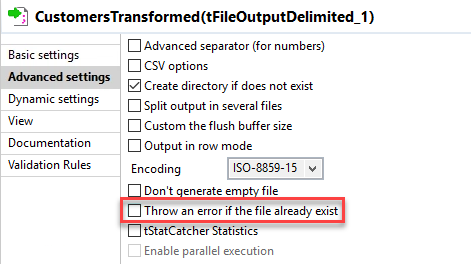 CustomersTransformed(tFileOutputDelimited_1)
Basic settings
Advanced settings
Dynamic settings
View
Documentation
Validation Rules
Advanced separator (for numbers)
CSV options
Create directory if does not exist
Split output in several files
Custom the flush buffer size
Output in row mode
Encoding ISO-8859-15
Don't generate empty file
Throw an error if the file already exist
tStatCatcher Statistics
Enable parallel execution